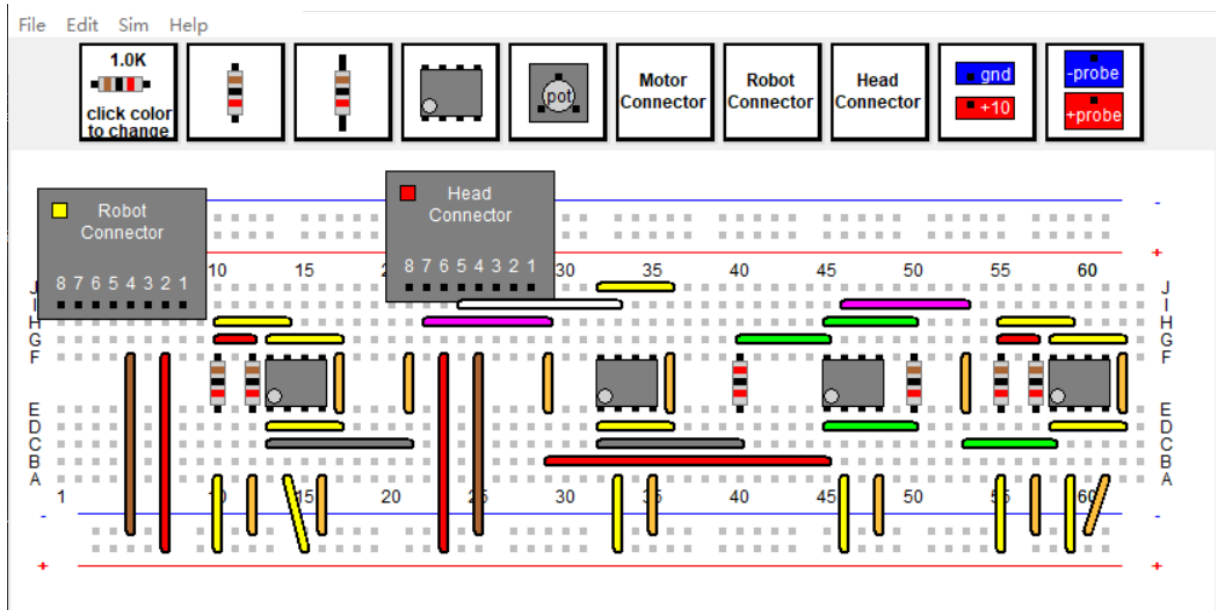 File Edit Sim Help
1.0K
click color
to change
pot
Motor
Connector
Robot
Connector
Head
Connector
gnd
+10
-probe
+probe
Robot
Connector
8 7 6 5 4 3 2 1
Head
Connector
8 7 6 5 4 3 2 1
-
-
+
+
10 15 2 30 35 40 45 50 55 60
J J
I I
H H
G G
F F
E E
D D
C C
B B
A A
1 10 15 20 25 30 35 40 45 50 55 60
-
-
+
+